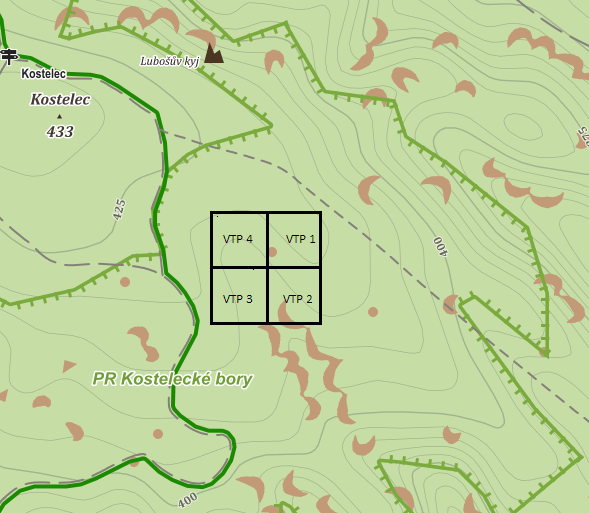 Lubošův kyj
Kostelec
Kostelec
433
425
375
400
VTP 4
VTP 1
VTP 3
VTP 2
PR Kostelecké bory
400